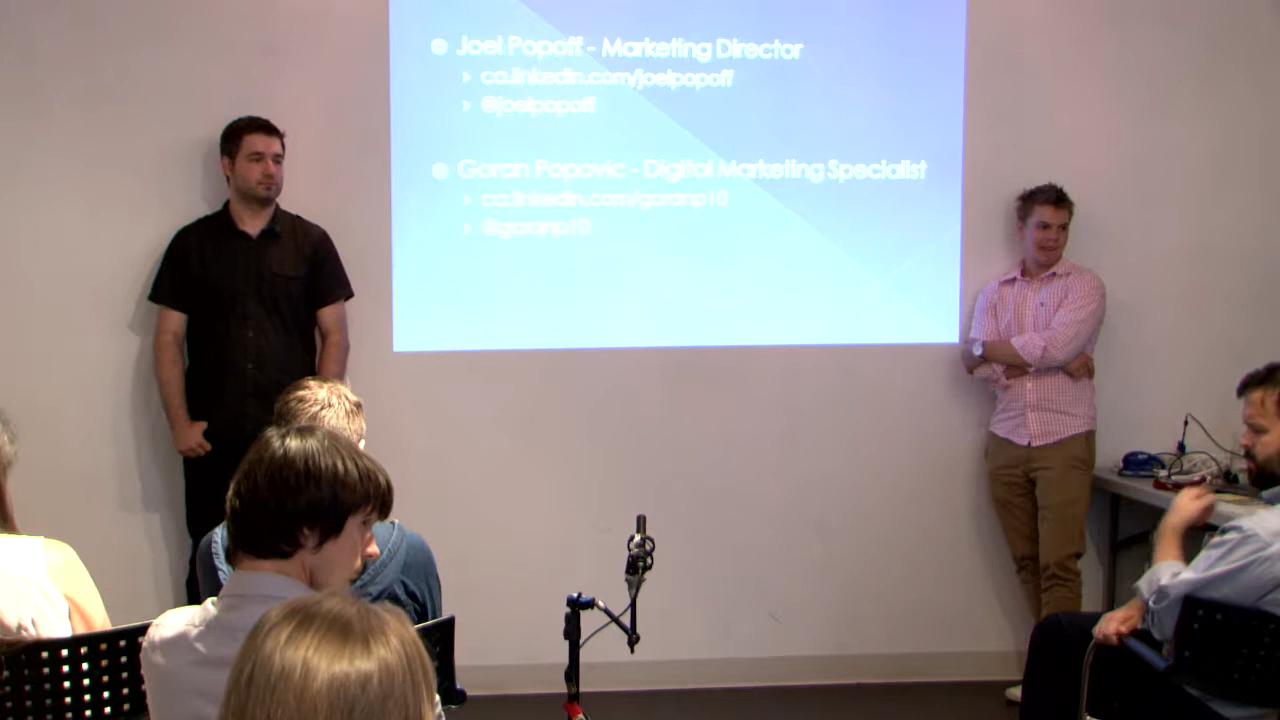 Joel Popoff - Marketing Director
ca.linkedin.com/joelpopoff
@joelpopoff
Goran Popovic - Digital Marketing Specialist
ca.linkedin.com/goranp10
@goranp10